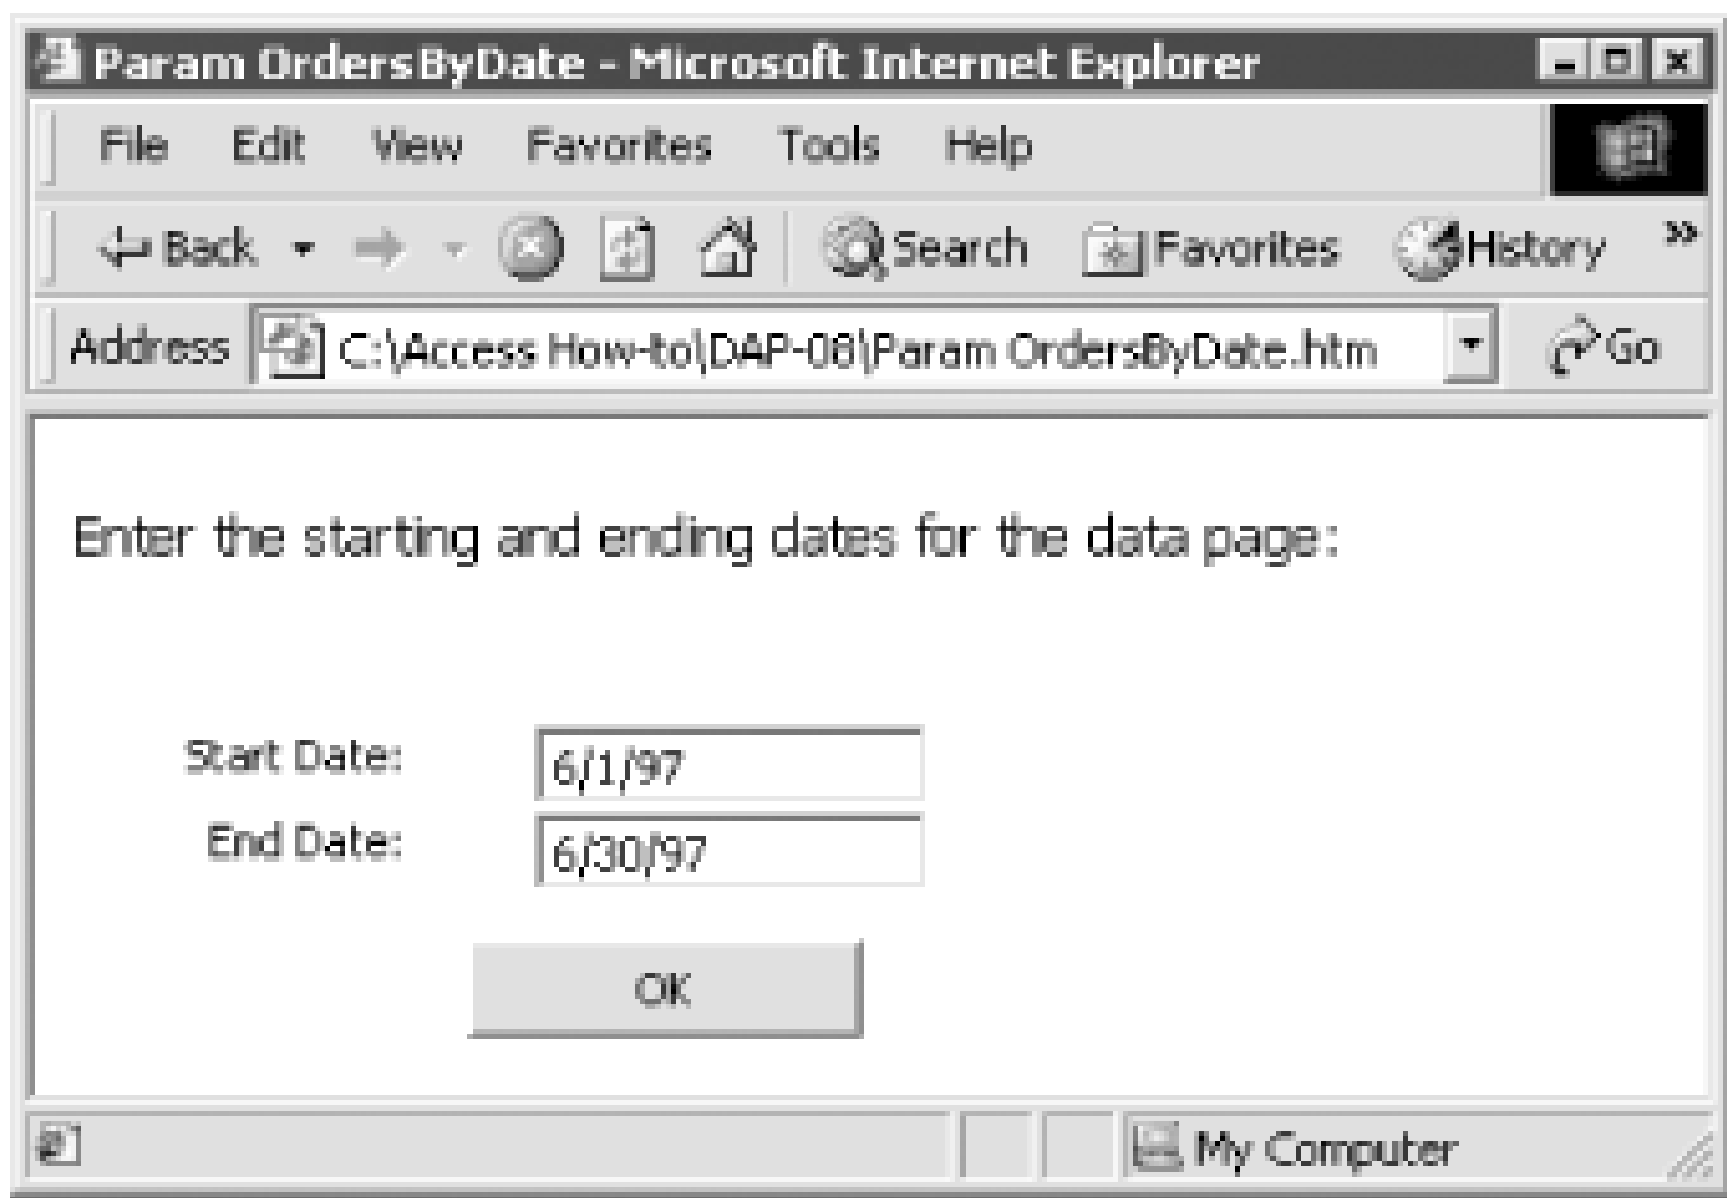 Param OrdersByDate - Microsoft Internet Explorer
File Edit View Favorites Tools Help
Back Search Favorites History »
Address C:\Access How-to\DAP-08\Param OrdersByDate.htm Go
Enter the starting and ending dates for the data page:
Start Date: 6/1/97
End Date: 6/30/97
OK
My Computer